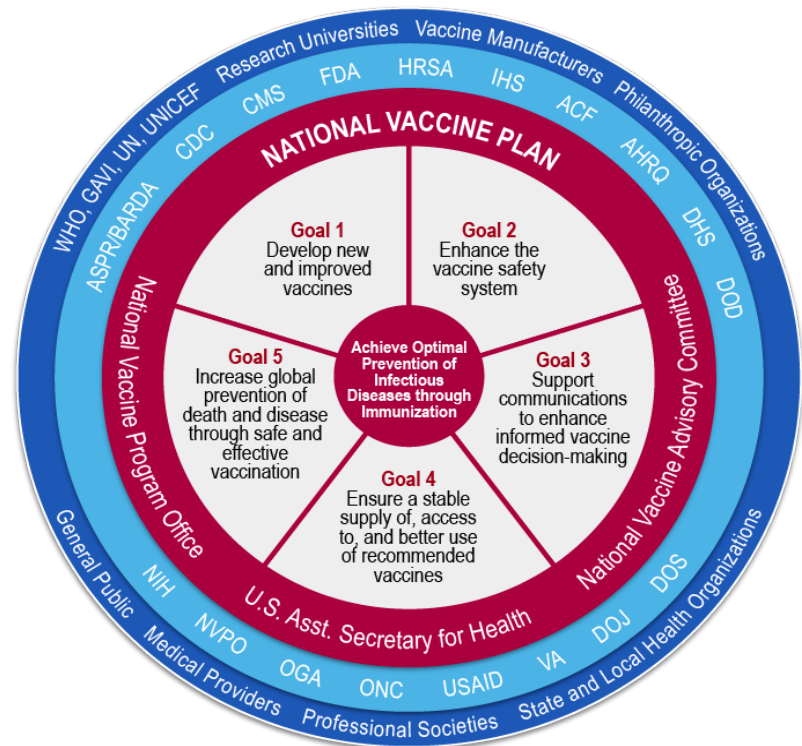 WHO, GAVI, UN, UNICEF
Research Universities
Vaccine Manufacturers
Philanthropic Organizations
ASPR/BARDA
CDC
CMS
FDA
HRSA
IHS
ACF
AHRQ
DHS
DOD
NATIONAL VACCINE PLAN
Goal 1
Develop new
and improved
vaccines
Goal 2
Enhance the
vaccine safety
system
Achieve Optimal
Prevention of
Infectious
Diseases through
Immunization
Goal 5
Increase global
prevention of
death and disease
through safe and
effective
vaccination
Goal 3
Support
communications
to enhance
informed vaccine
decision-making
Goal 4
Ensure a stable
supply of, access
to, and better use
of recommended
vaccines
National Vaccine Program Office
U.S. Asst. Secretary for Health
National Vaccine Advisory Committee
NIH
NVPO
OGA
ONC
USAID
VA
DOJ
DOS
General Public
Medical Providers
Professional Societies
State and Local Health Organizations